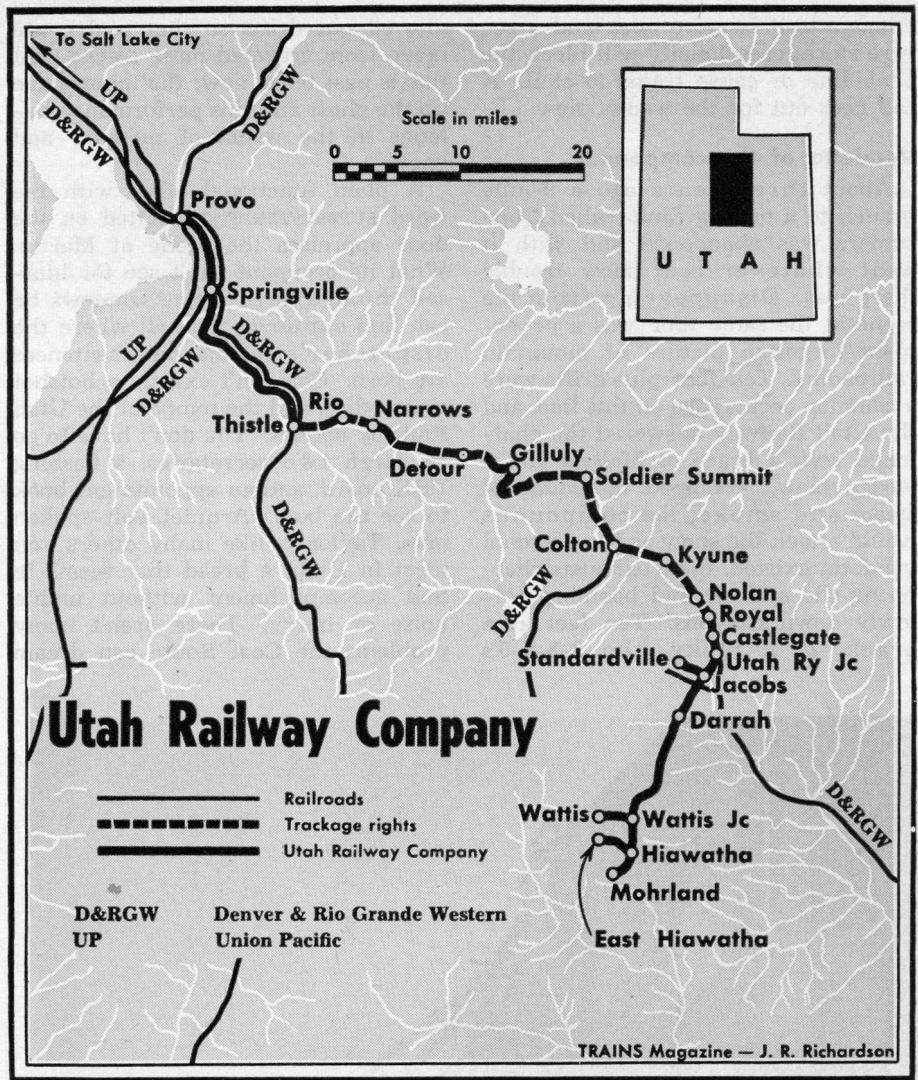 To Salt Lake City
UP
D&RGW
D&RGW
Scale in miles
0 5 10 20
UTAH
Provo
Springville
UP
D&RGW
D&RGW
Rio
Narrows
Thistle
Detour
Gilluly
Soldier Summit
D&RGW
Colton
Kyune
D&RGW
Nolan
Royal
Castlegate
Standardville
Utah Ry Jc
Jacobs
Darrah
Utah Railway Company
D&RGW
Railroads
Trackage rights
Utah Railway Company
Wattis
Wattis Jc
Hiawatha
Mohrland
East Hiawatha
D&RGW Denver & Rio Grande Western
UP Union Pacific
TRAINS Magazine — J. R. Richardson